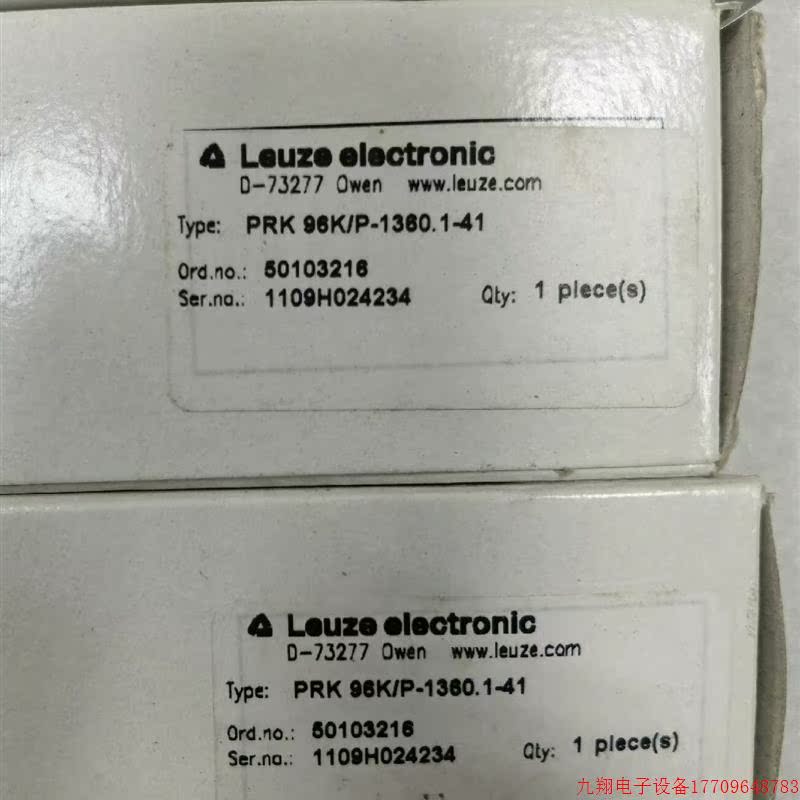 Leuze electronic
D-73277 Owen www.leuze.com
Type: PRK 96K/P-1360.1-41
Ord.no.: 50103216
Ser.no.: 1109H024234 Qty: 1 piece(s)
Leuze electronic
D-73277 Owen www.leuze.com
Type: PRK 96K/P-1360.1-41
Ord.no.: 50103216
Ser.no.: 1109H024234 Qty: 1 piece(s)
九翔电子设备17709648783